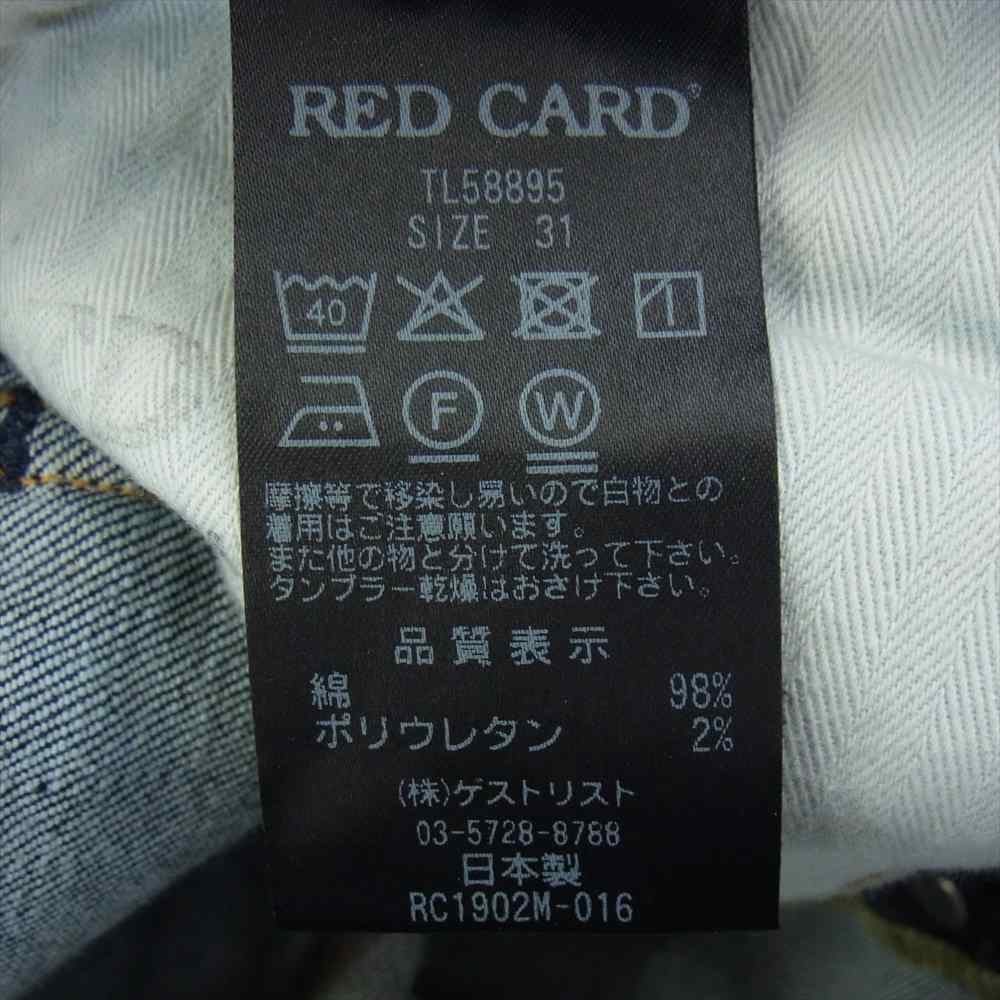 RED CARD®
TL58895
SIZE 31
40
F W
摩擦等で移染し易いので白物との
着用はご注意願います。
また他の物と分けて洗って下さい。
タンブラー乾燥はおさけ下さい。
品質表示
綿 98%
ポリウレタン 2%
(株)ゲストリスト
03-5728-8788
日本製
RC1902M-016